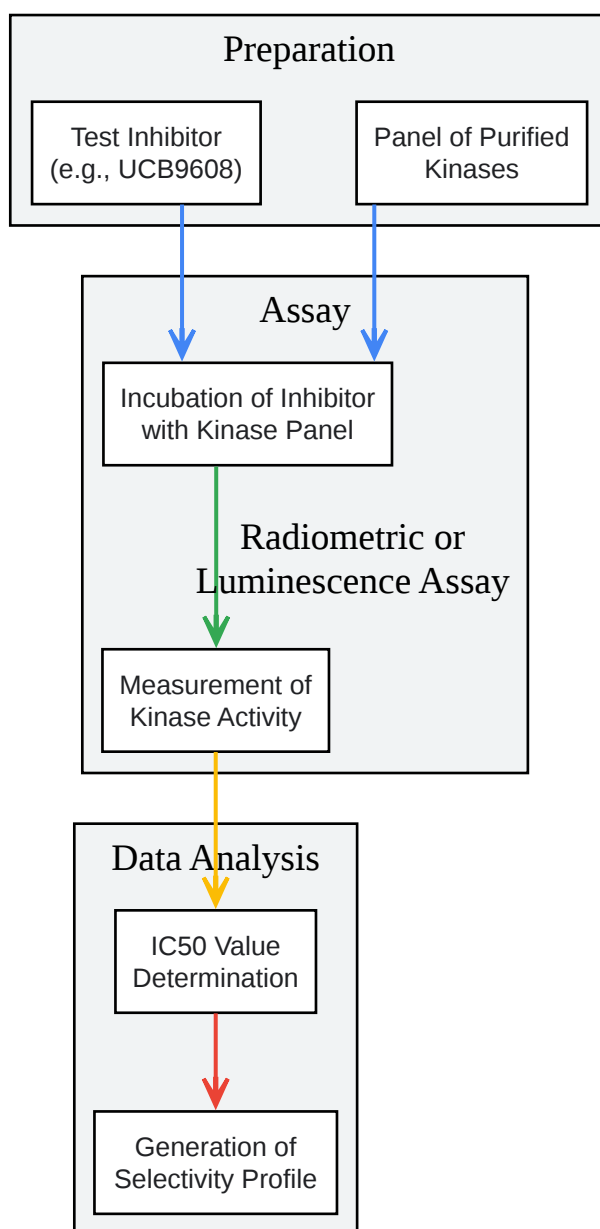 Preparation
Test Inhibitor
(e.g., UCB9608)
Panel of Purified
Kinases
Assay
Incubation of Inhibitor
with Kinase Panel
Radiometric or
Luminescence Assay
Measurement of
Kinase Activity
Data Analysis
IC50 Value
Determination
Generation of
Selectivity Profile